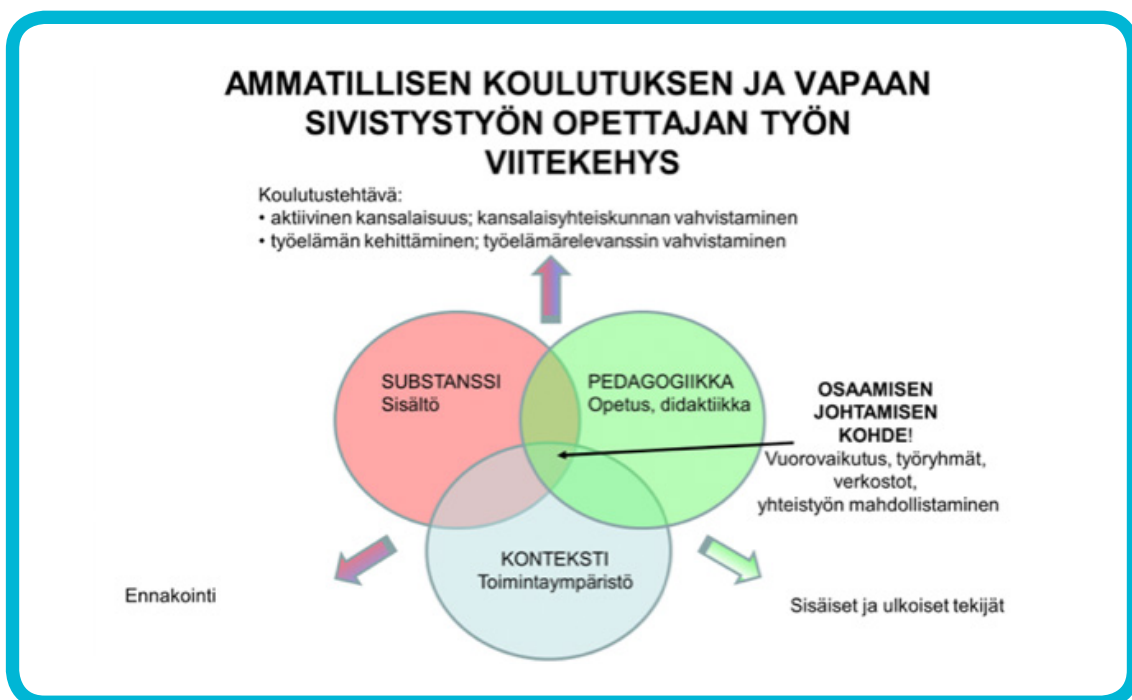 AMMATILLISEN KOULUTUKSEN JA VAPAAN
SIVISTYSTYÖN OPETTAJAN TYÖN
VIITEKEHYS
Koulutustehtävä:
• aktiivinen kansalaisuus; kansalaisyhteiskunnan vahvistaminen
• työelämän kehittäminen; työelämärelevanssin vahvistaminen
SUBSTANSSI
Sisältö
PEDAGOGIIKKA
Opetus, didaktiikka
OSAAMISEN
JOHTAMISEN
KOHDE!
Vuorovaikutus, työryhmät,
verkostot,
yhteistyön mahdollistaminen
KONTEKSTI
Toimintaympäristö
Ennakointi
Sisäiset ja ulkoiset tekijät